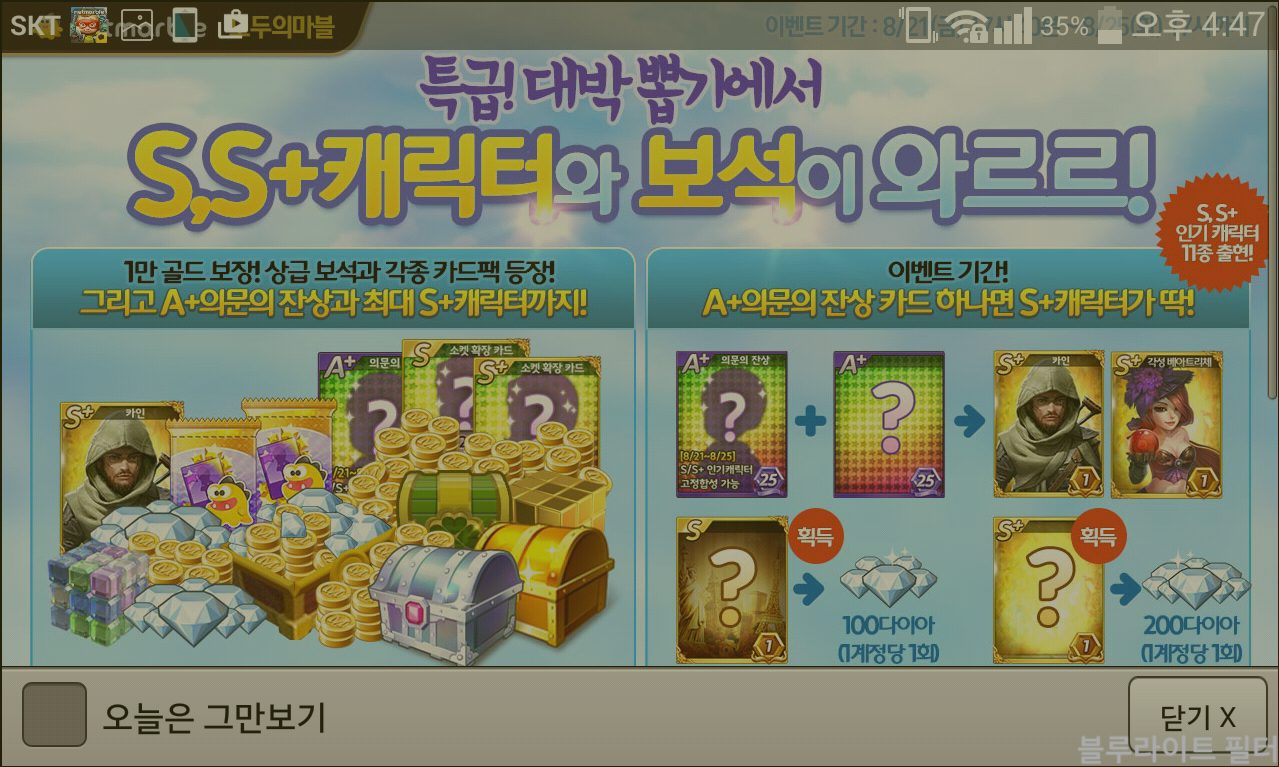 SKT
모두의마블
이벤트 기간 : 8/21(금)
35%
오후 4:47
특급! 대박 뽑기에서
S,S+캐릭터와 보석이 와르르!
S, S+
인기 캐릭터
11종 출현!
1만 골드 보장! 상급 보석과 각종 카드팩 등장!
그리고 A+의문의 잔상과 최대 S+캐릭터까지!
A+ 의문의
S 소켓 확장 카드
S+ 소켓 확장 카드
S+ 카인
이벤트 기간!
A+의문의 잔상 카드 하나면 S+캐릭터가 딱!
A+ 의문의 잔상
?
[8/21~8/25]
S/S+ 인기캐릭터
고정합성 가능
25
+
A+
?
25
S+ 카인
1
S+ 각성 베아트리체
1
S
?
1
획득
100다이아
(1계정당 1회)
S+
?
1
획득
200다이아
(1계정당 1회)
오늘은 그만보기
닫기 X
블루라이트 필터